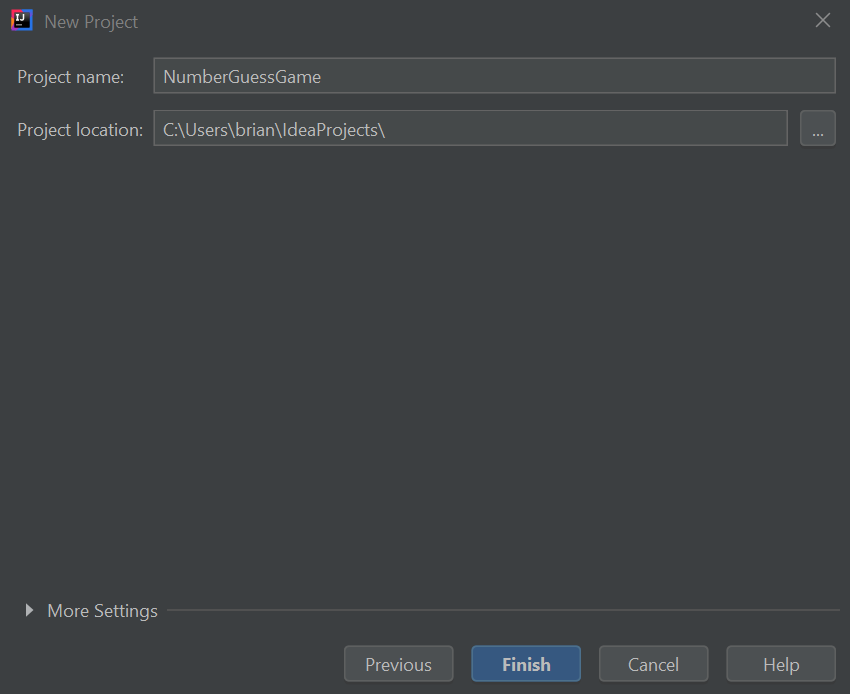 IJ
New Project
Project name: NumberGuessGame
Project location: C:\Users\brian\IdeaProjects\ ...
More Settings
Previous Finish Cancel Help